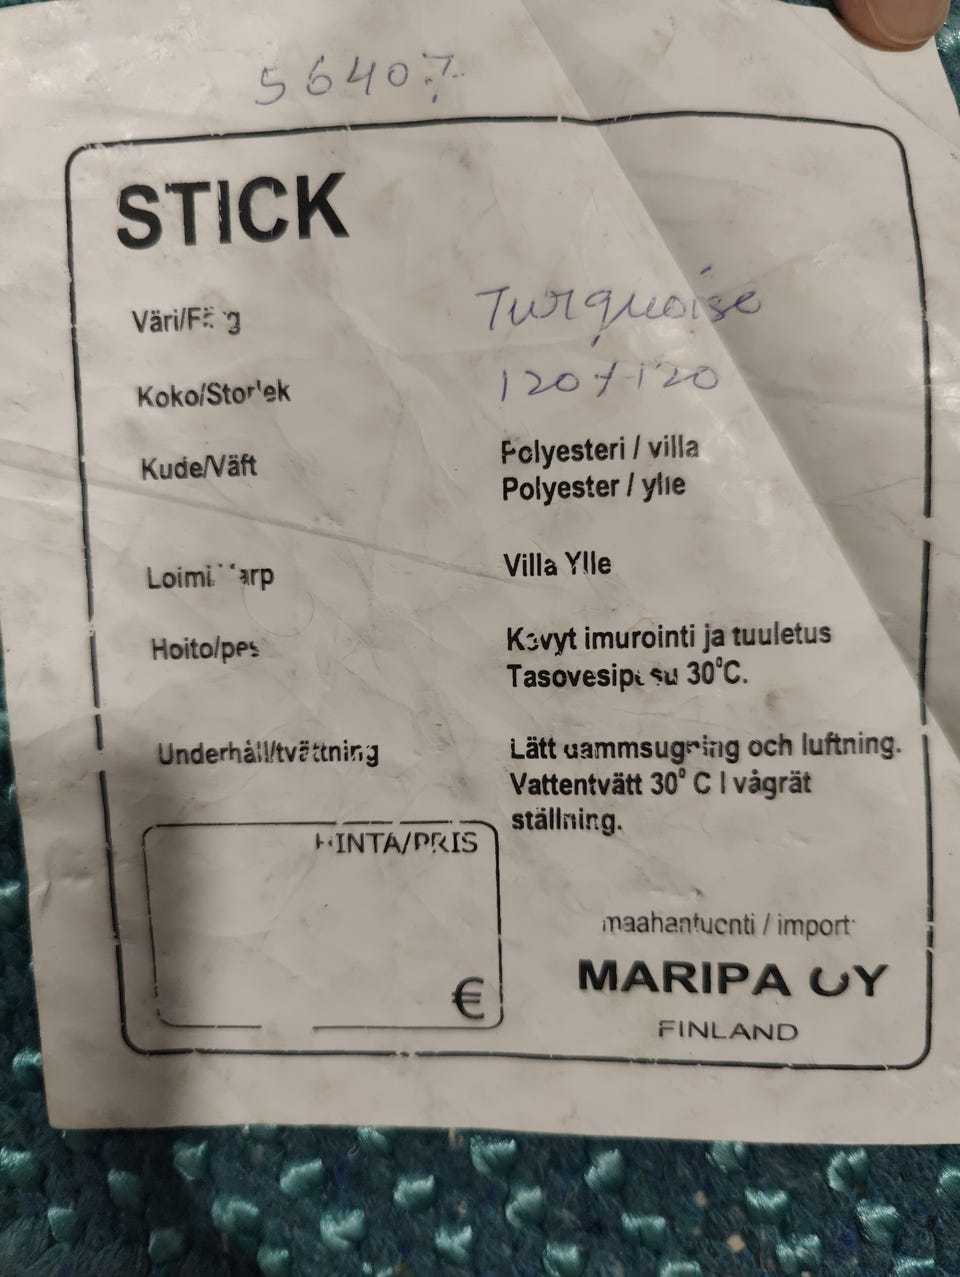 56407
STICK
Väri/Färg Turquoise
Koko/Storlek 120 x 120
Kude/Väft Polyesteri / villa
Polyester / ylle
Loimi/Varp Villa Ylle
Hoito/pesu Kevyt imurointi ja tuuletus
Tasovesipesu 30°C.
Underhåll/tvättning Lätt dammsugning och luftning.
Vattentvätt 30° C I vågrät
ställning.
HINTA/PRIS
€
maahantuonti / import
MARIPA OY
FINLAND